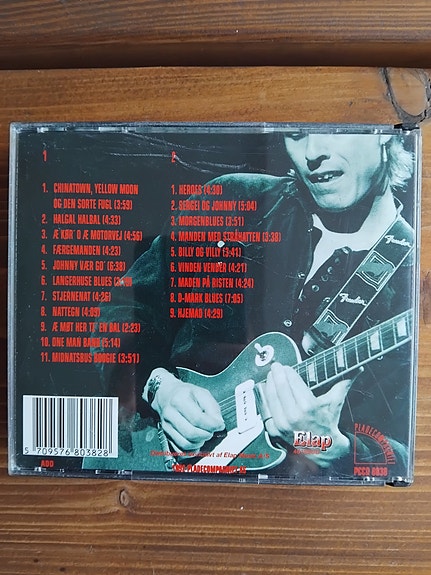 1
1. CHINATOWN, YELLOW MOON
OG DEN SORTE FUGL (3:59)
2. HALGAL HALBAL (4:33)
3. Æ KØR' O Æ MOTORVEJ (4:56)
4. FÆRGEMANDEN (4:23)
5. JOHNNY VÆR GO' (6:38)
6. LANGERHUSE BLUES
7. STJERNENAT (4:26)
8. NATTEGN (4:09)
9. Æ MØT HER TE' EN BAL (2:23)
10. ONE MAN BAND (5:14)
11. MIDNATSBUS BOOGIE (3:51)
2
1. HEROES (4:30)
2. SERGEI OG JOHNNY (5:04)
3. MORGENBLUES (3:51)
4. MANDEN MED STRÅHATTEN (3:38)
5. BILLY OG VILLY (3:41)
6. VINDEN VENDER (4:21)
7. MADEN PÅ RISTEN (4:24)
8. D-MARK BLUES (7:05)
9. HJEMAD (4:29)
Fender
Fender
5 709576 803828
ADD
Elap
PLADECOMPAGNIET
PCCD 8038